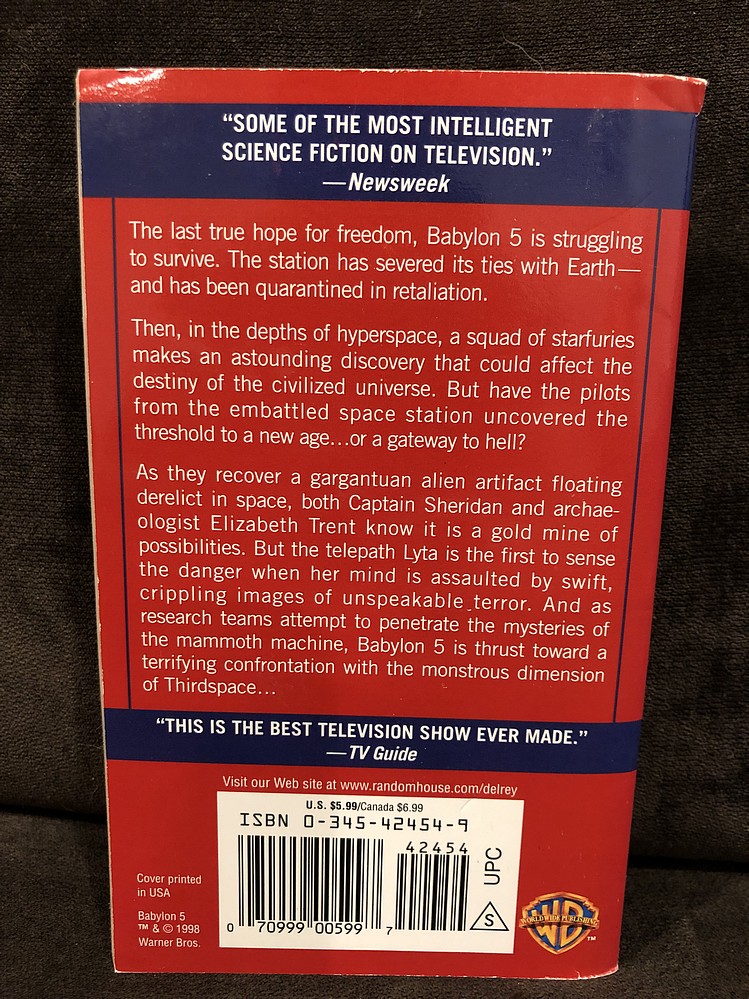 “SOME OF THE MOST INTELLIGENT
SCIENCE FICTION ON TELEVISION.”
—Newsweek
The last true hope for freedom, Babylon 5 is struggling
to survive. The station has severed its ties with Earth—
and has been quarantined in retaliation.
Then, in the depths of hyperspace, a squad of starfuries
makes an astounding discovery that could affect the
destiny of the civilized universe. But have the pilots
from the embattled space station uncovered the
threshold to a new age...or a gateway to hell?
As they recover a gargantuan alien artifact floating
derelict in space, both Captain Sheridan and archae-
ologist Elizabeth Trent know it is a gold mine of
possibilities. But the telepath Lyta is the first to sense
the danger when her mind is assaulted by swift,
crippling images of unspeakable terror. And as
research teams attempt to penetrate the mysteries of
the mammoth machine, Babylon 5 is thrust toward a
terrifying confrontation with the monstrous dimension
of Thirdspace...
“THIS IS THE BEST TELEVISION SHOW EVER MADE.”
—TV Guide
Visit our Web site at www.randomhouse.com/delrey
U.S. $5.99/Canada $6.99
ISBN 0-345-42454-9
42454
UPC
0 70999 00599 7
S
Cover printed
in USA
Babylon 5
™ & © 1998
Warner Bros.
WORLDWIDE PUBLISHING
WB
™